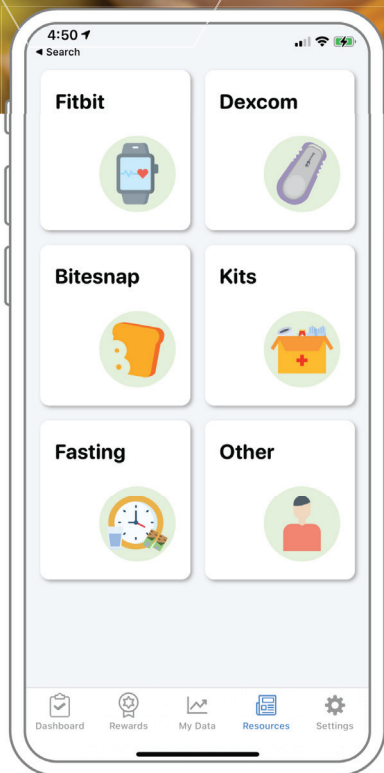 4:50
Search
Fitbit
Dexcom
Bitesnap
Kits
Fasting
Other
Dashboard
Rewards
My Data
Resources
Settings